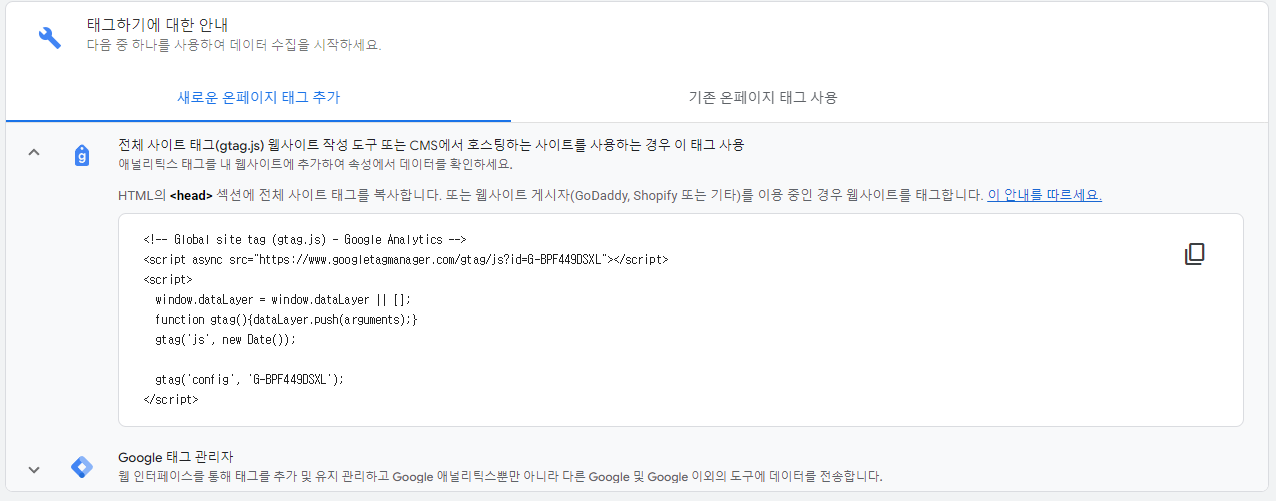 태그하기에 대한 안내
다음 중 하나를 사용하여 데이터 수집을 시작하세요.
새로운 온페이지 태그 추가
기존 온페이지 태그 사용
g
전체 사이트 태그(gtag.js) 웹사이트 작성 도구 또는 CMS에서 호스팅하는 사이트를 사용하는 경우 이 태그 사용
애널리틱스 태그를 내 웹사이트에 추가하여 속성에서 데이터를 확인하세요.
HTML의 <head> 섹션에 전체 사이트 태그를 복사합니다. 또는 웹사이트 게시자(GoDaddy, Shopify 또는 기타)를 이용 중인 경우 웹사이트를 태그합니다. 이 안내를 따르세요.
<!-- Global site tag (gtag.js) - Google Analytics -->
<script async src="https://www.googletagmanager.com/gtag/js?id=G-BPF449DSXL"></script>
<script>
  window.dataLayer = window.dataLayer || [];
  function gtag(){dataLayer.push(arguments);}
  gtag('js', new Date());
  gtag('config', 'G-BPF449DSXL');
</script>
Google 태그 관리자
웹 인터페이스를 통해 태그를 추가 및 유지 관리하고 Google 애널리틱스뿐만 아니라 다른 Google 및 Google 이외의 도구에 데이터를 전송합니다.